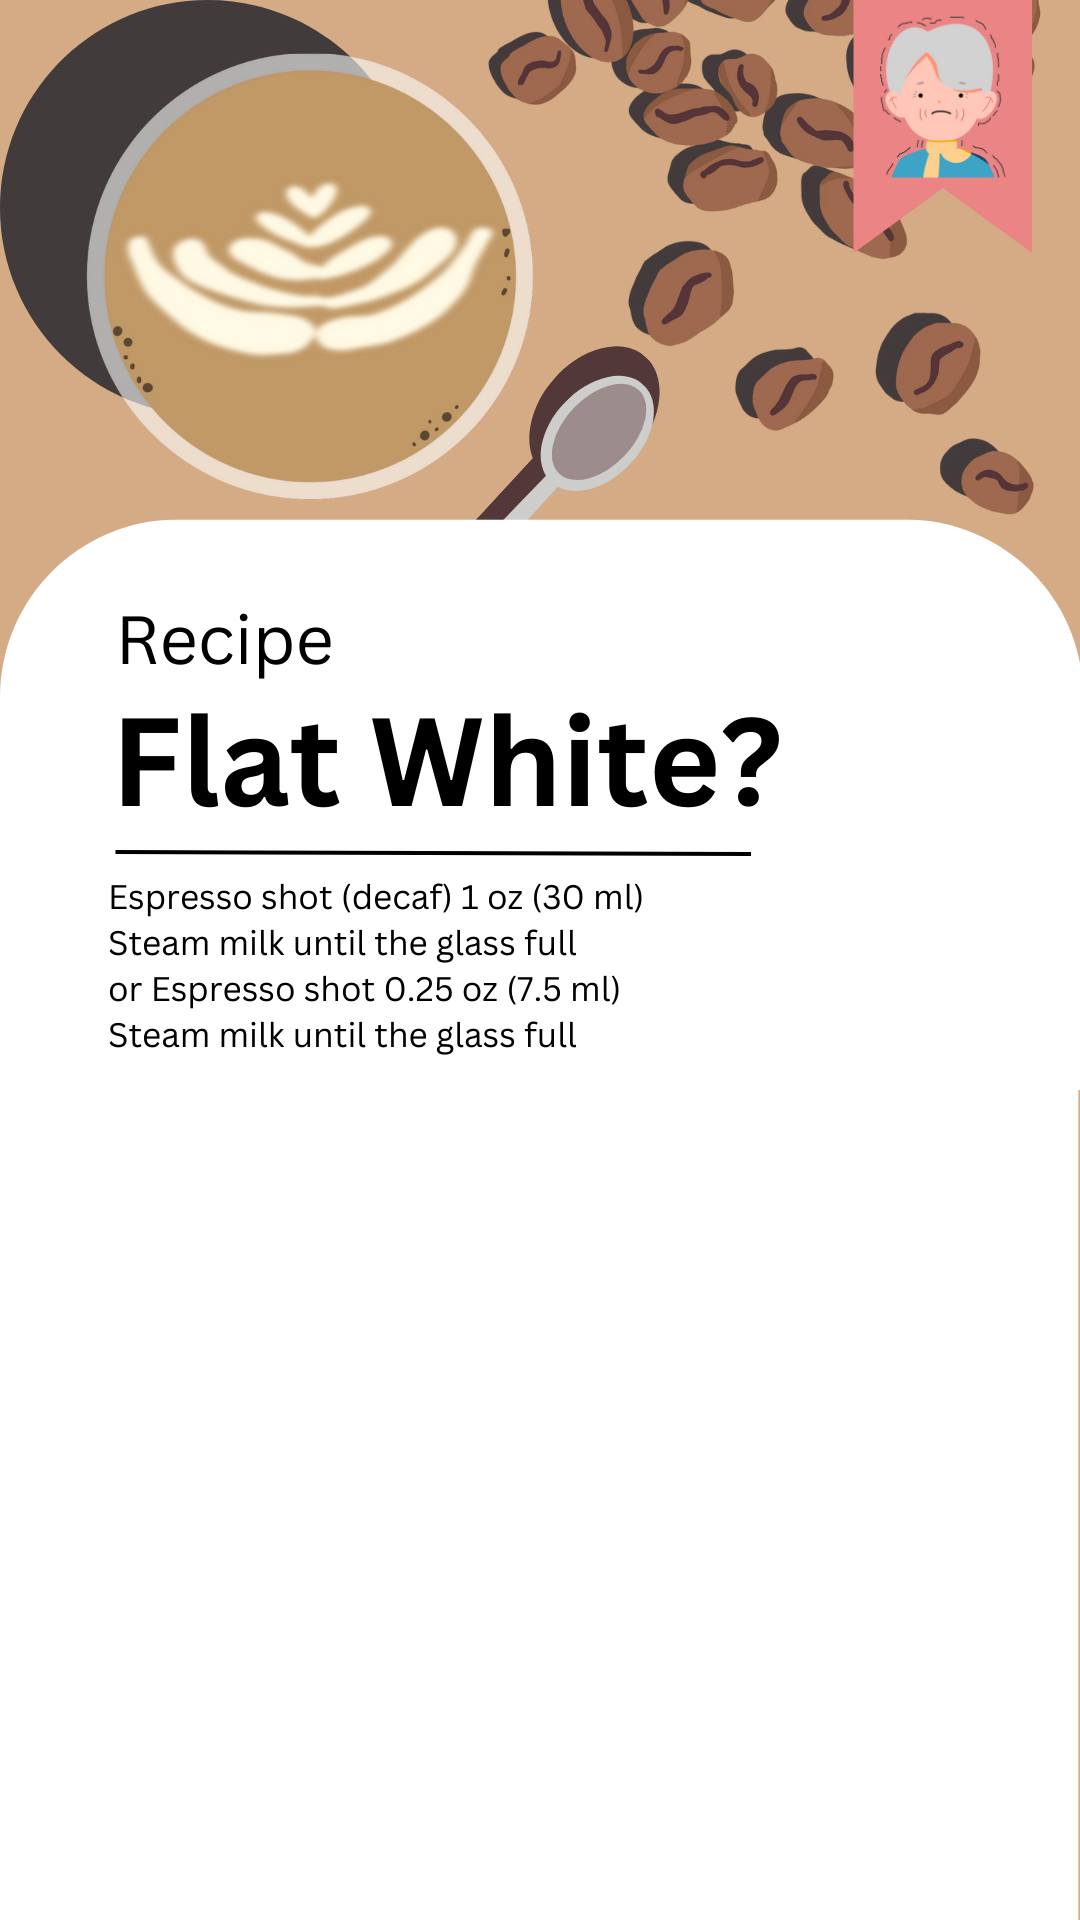 Recipe
Flat White?
Espresso shot (decaf) 1 oz (30 ml)
Steam milk until the glass full
or Espresso shot 0.25 oz (7.5 ml)
Steam milk until the glass full